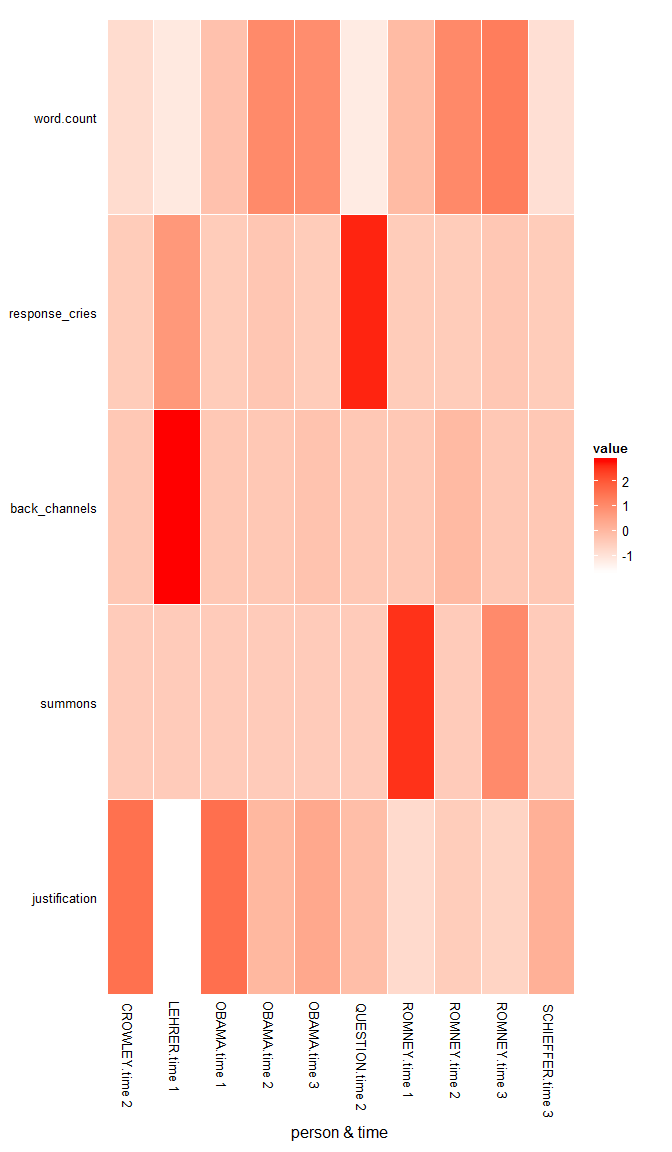 word.count
response_cries
back_channels
summons
justification
value
2
1
0
-1
CROWLEY.time 2
LEHRER.time 1
OBAMA.time 1
OBAMA.time 2
OBAMA.time 3
QUESTION.time 2
ROMNEY.time 1
ROMNEY.time 2
ROMNEY.time 3
SCHIEFFER.time 3
person & time